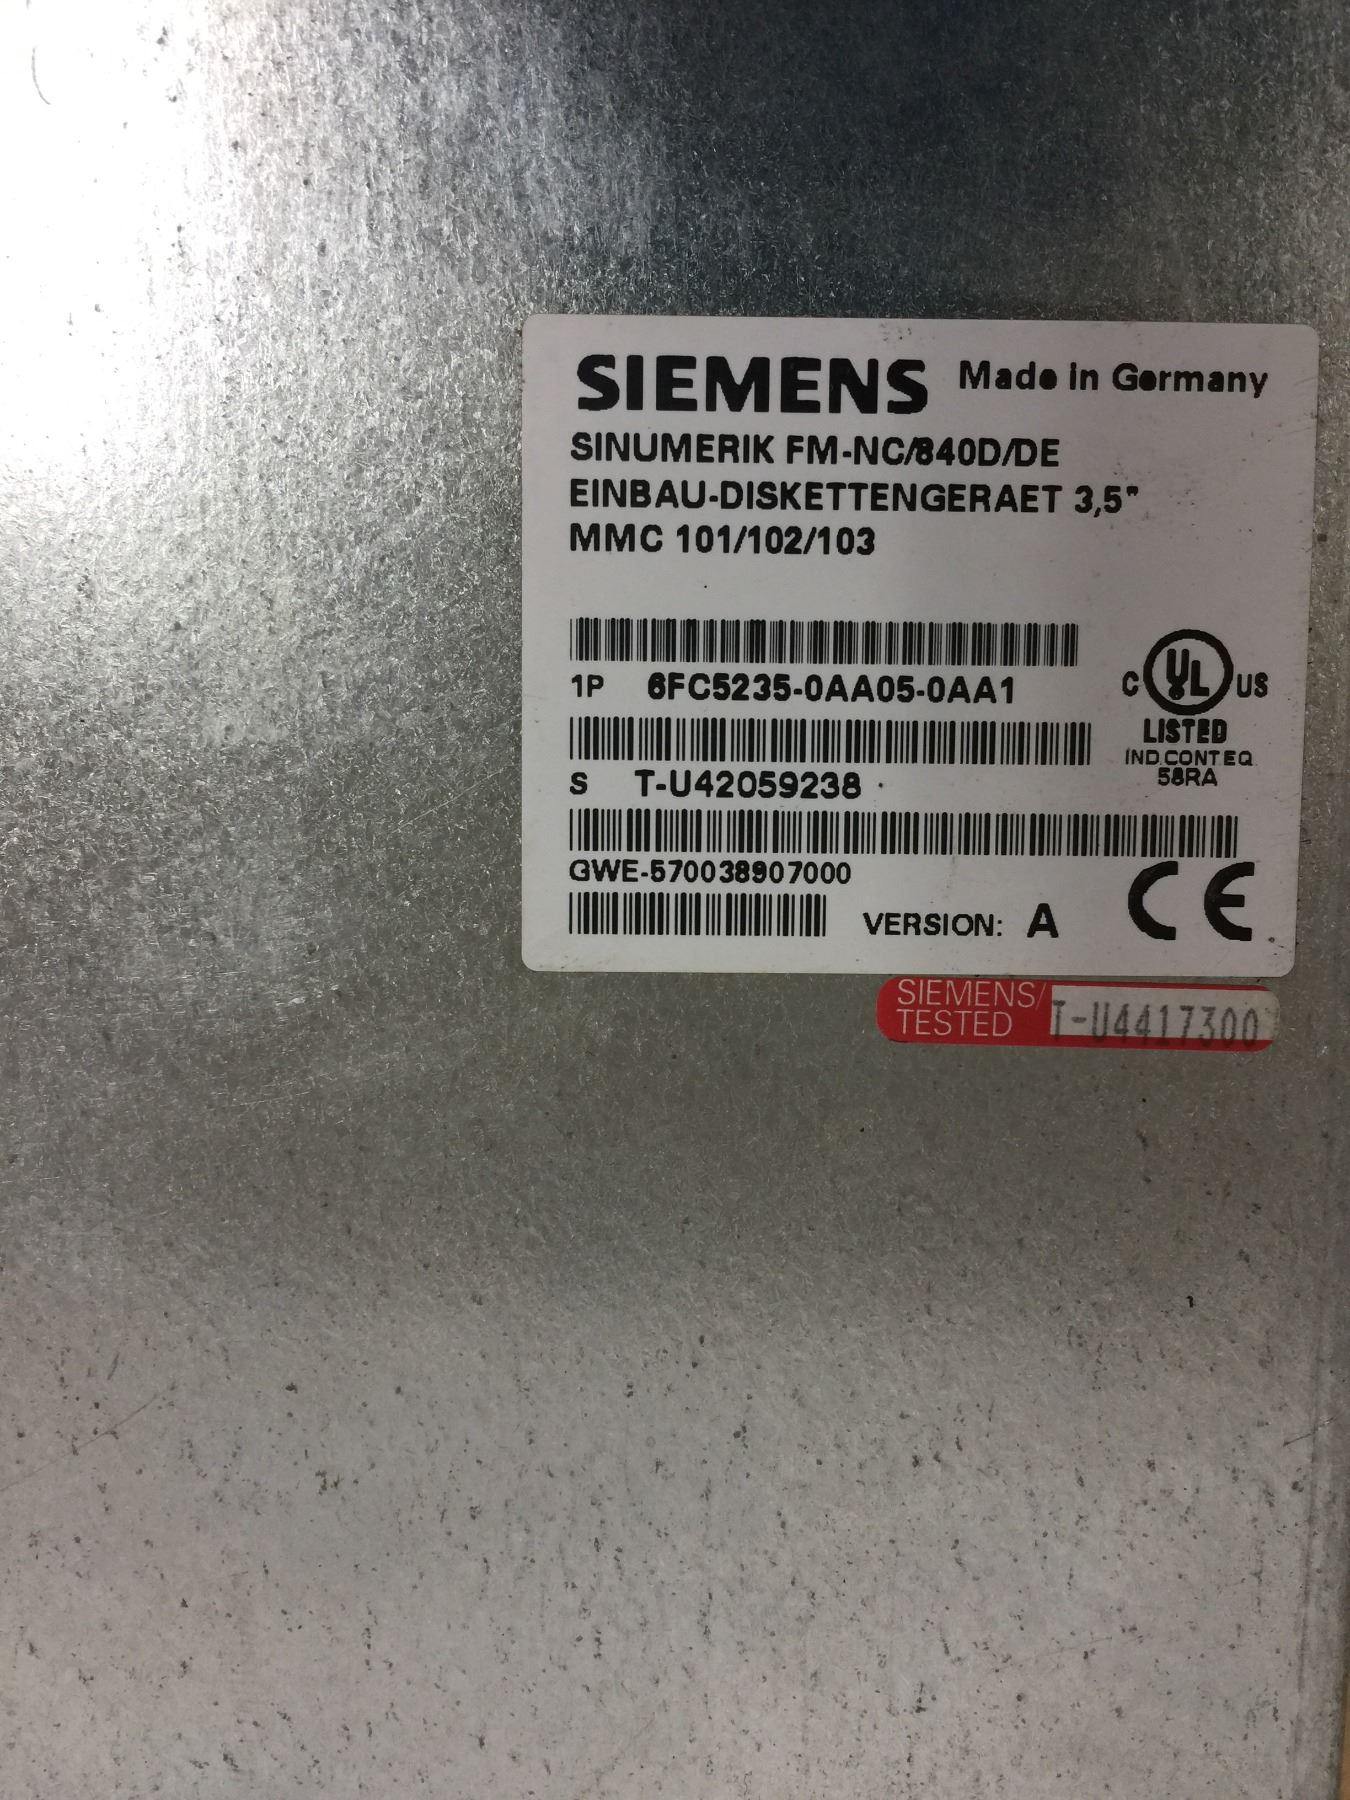 SIEMENS Made in Germany
SINUMERIK FM-NC/840D/DE
EINBAU-DISKETTENGERAET 3,5"
MMC 101/102/103
1P 6FC5235-0AA05-0AA1
C UL US
LISTED
IND.CONT.EQ.
58RA
S T-U42059238
GWE-570038907000
VERSION: A CE
SIEMENS/
TESTED T-U4417300